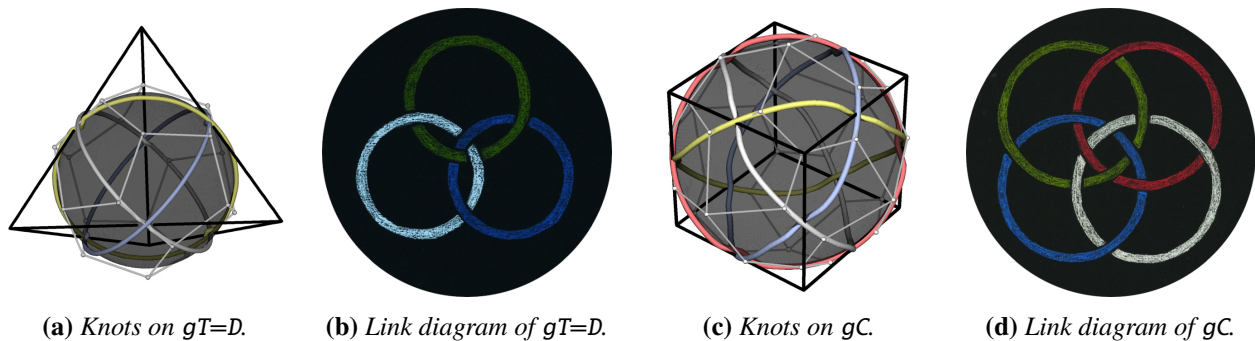 (a) Knots on gT=D.
(b) Link diagram of gT=D.
(c) Knots on gC.
(d) Link diagram of gC.